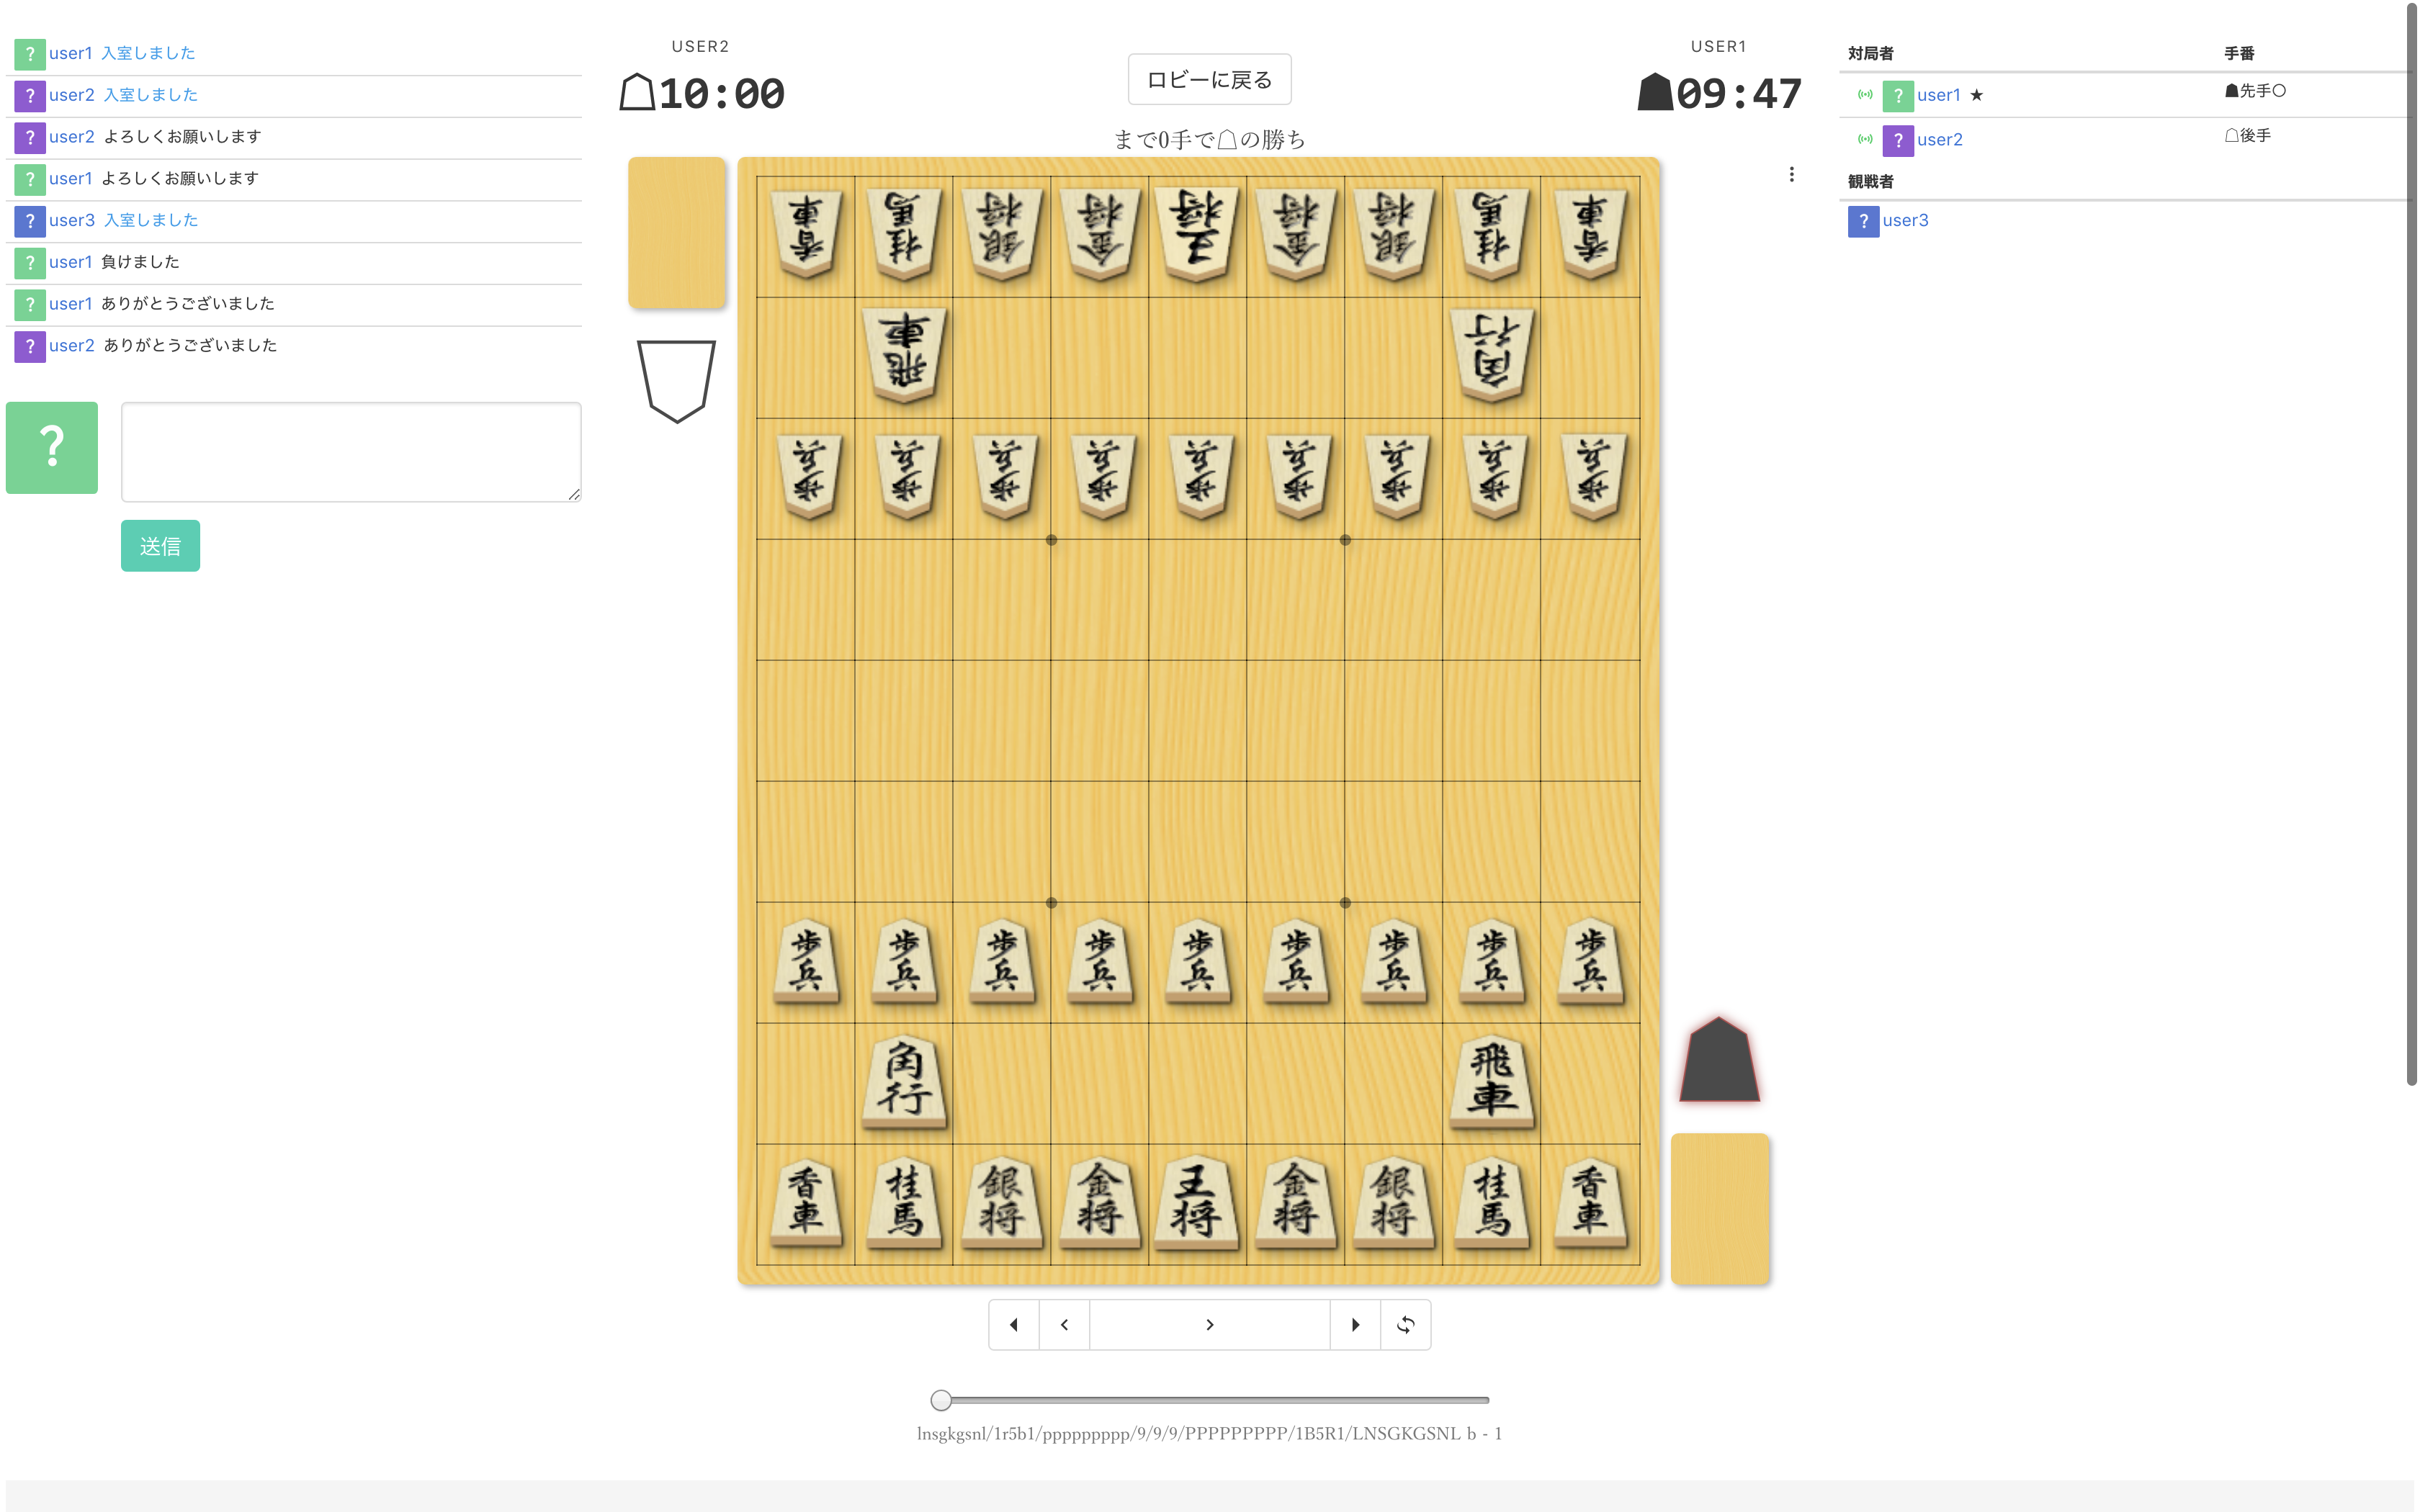 ? user1 入室しました
? user2 入室しました
? user2 よろしくお願いします
? user1 よろしくお願いします
? user3 入室しました
? user1 負けました
? user1 ありがとうございました
? user2 ありがとうございました
?
送信
USER2
☖10:00
ロビーに戻る
USER1
☗09:47
まで0手で☖の勝ち
香車 桂馬 銀将 金将 王将 金将 銀将 桂馬 香車
飛車 角行
歩兵 歩兵 歩兵 歩兵 歩兵 歩兵 歩兵 歩兵 歩兵
歩兵 歩兵 歩兵 歩兵 歩兵 歩兵 歩兵 歩兵 歩兵
角行 飛車
香車 桂馬 銀将 金将 王将 金将 銀将 桂馬 香車
lnsgkgsnl/1r5b1/ppppppppp/9/9/9/PPPPPPPPP/1B5R1/LNSGKGSNL b - 1
対局者 手番
? user1 ★ ☗先手〇
? user2 ☖後手
観戦者
? user3